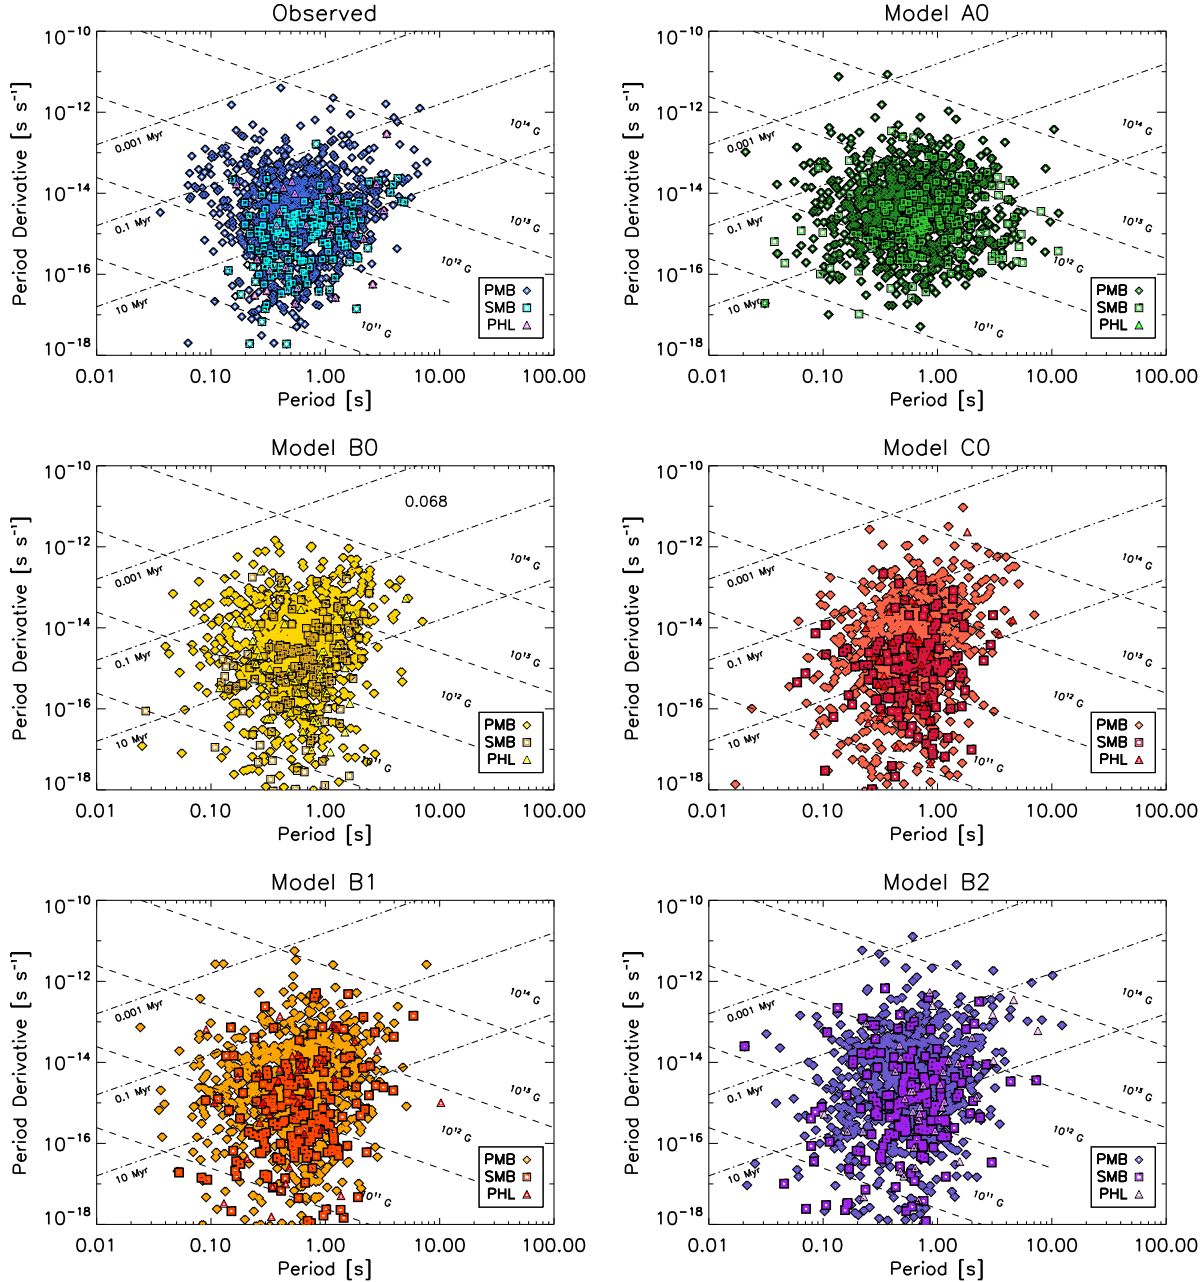 Observed
Period Derivative [s s⁻¹]
10⁻¹⁰
10⁻¹²
10⁻¹⁴
10⁻¹⁶
10⁻¹⁸
0.001 Myr
0.1 Myr
10 Myr
10¹⁴ G
10¹³ G
10¹² G
10¹¹ G
PMB
SMB
PHL
0.01 0.10 1.00 10.00 100.00
Period [s]
Model A0
Period Derivative [s s⁻¹]
10⁻¹⁰
10⁻¹²
10⁻¹⁴
10⁻¹⁶
10⁻¹⁸
0.001 Myr
0.1 Myr
10 Myr
10¹⁴ G
10¹³ G
10¹² G
10¹¹ G
PMB
SMB
PHL
0.01 0.10 1.00 10.00 100.00
Period [s]
Model B0
Period Derivative [s s⁻¹]
10⁻¹⁰
10⁻¹²
10⁻¹⁴
10⁻¹⁶
10⁻¹⁸
0.068
0.001 Myr
0.1 Myr
10 Myr
10¹⁴ G
10¹³ G
10¹² G
10¹¹ G
PMB
SMB
PHL
0.01 0.10 1.00 10.00 100.00
Period [s]
Model C0
Period Derivative [s s⁻¹]
10⁻¹⁰
10⁻¹²
10⁻¹⁴
10⁻¹⁶
10⁻¹⁸
0.001 Myr
0.1 Myr
10 Myr
10¹⁴ G
10¹³ G
10¹² G
10¹¹ G
PMB
SMB
PHL
0.01 0.10 1.00 10.00 100.00
Period [s]
Model B1
Period Derivative [s s⁻¹]
10⁻¹⁰
10⁻¹²
10⁻¹⁴
10⁻¹⁶
10⁻¹⁸
0.001 Myr
0.1 Myr
10 Myr
10¹⁴ G
10¹³ G
10¹² G
10¹¹ G
PMB
SMB
PHL
0.01 0.10 1.00 10.00 100.00
Period [s]
Model B2
Period Derivative [s s⁻¹]
10⁻¹⁰
10⁻¹²
10⁻¹⁴
10⁻¹⁶
10⁻¹⁸
0.001 Myr
0.1 Myr
10 Myr
10¹⁴ G
10¹³ G
10¹² G
10¹¹ G
PMB
SMB
PHL
0.01 0.10 1.00 10.00 100.00
Period [s]